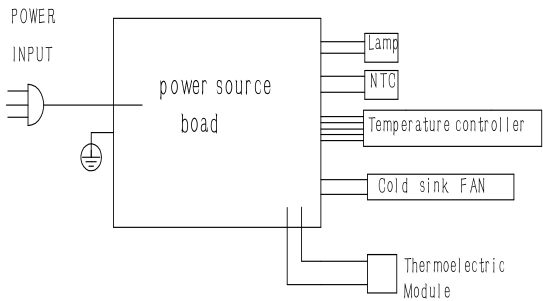 POWER
INPUT
power source
boad
Lamp
NTC
Temperature controller
Cold sink FAN
Thermoelectric
Module